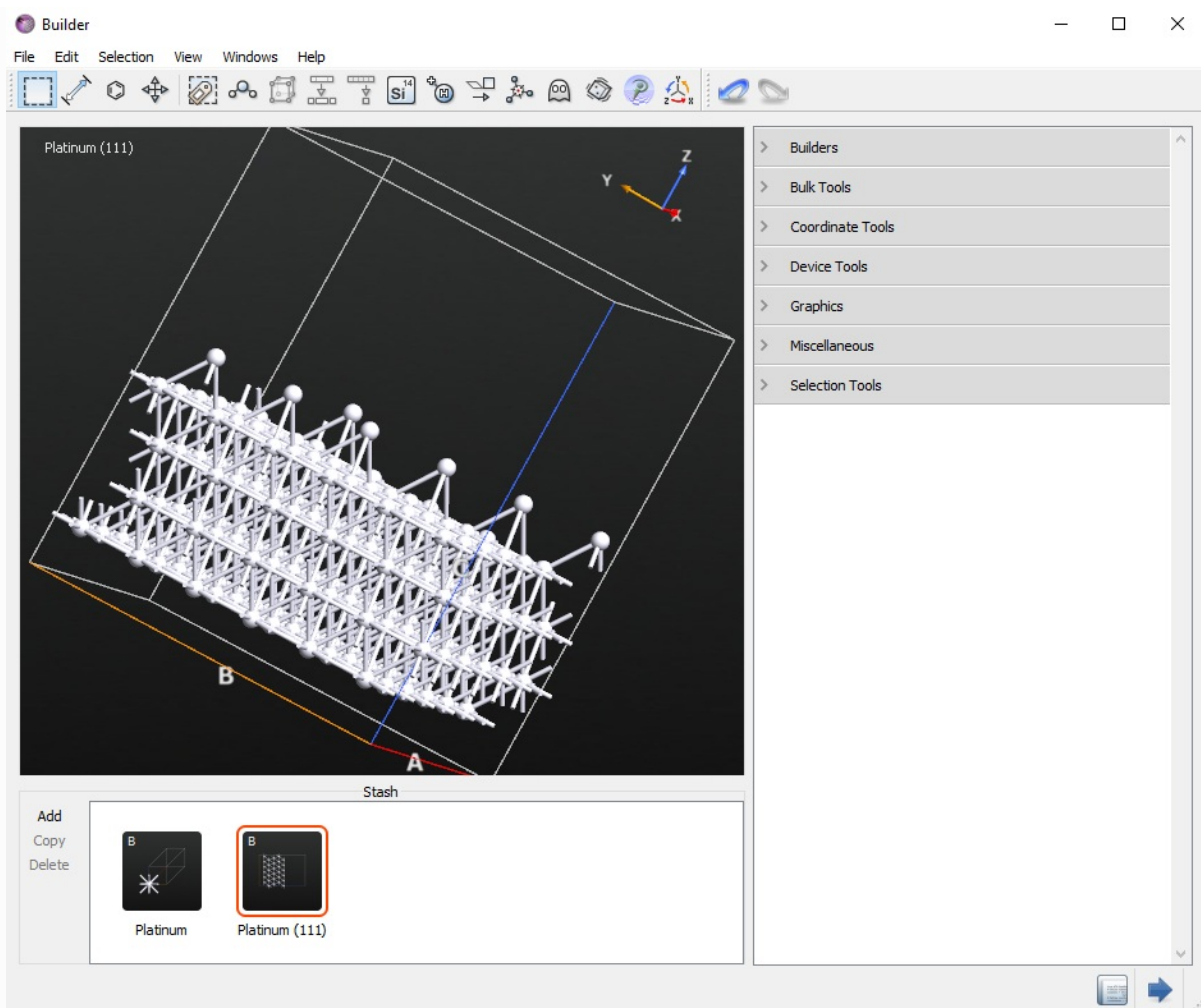 Builder
File Edit Selection View Windows Help
Si 14
H
Z Y X
Platinum (111)
Z
Y
X
Builders
Bulk Tools
Coordinate Tools
Device Tools
Graphics
Miscellaneous
Selection Tools
C
B
A
Stash
Add
Copy
Delete
B
B
Platinum
Platinum (111)